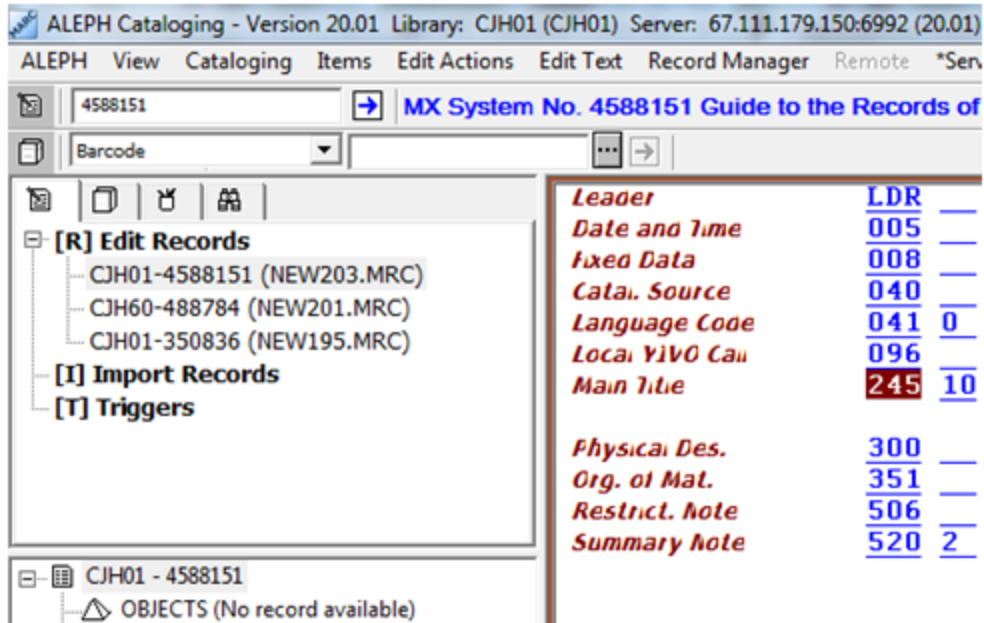 ALEPH Cataloging - Version 20.01 Library: CJH01 (CJH01) Server: 67.111.179.150:6992 (20.01)
ALEPH View Cataloging Items Edit Actions Edit Text Record Manager Remote *Serv
4588151 MX System No. 4588151 Guide to the Records of
Barcode ...
[R] Edit Records
CJH01-4588151 (NEW203.MRC)
CJH60-488784 (NEW201.MRC)
CJH01-350836 (NEW195.MRC)
[I] Import Records
[T] Triggers
CJH01 - 4588151
OBJECTS (No record available)
Leader LDR
Date and Time 005
Fixed Data 008
Catal. Source 040
Language Code 041 0
Local YIVO Call 096
Main Title 245 10
Physical Des. 300
Org. of Mat. 351
Restrict. Note 506
Summary Note 520 2